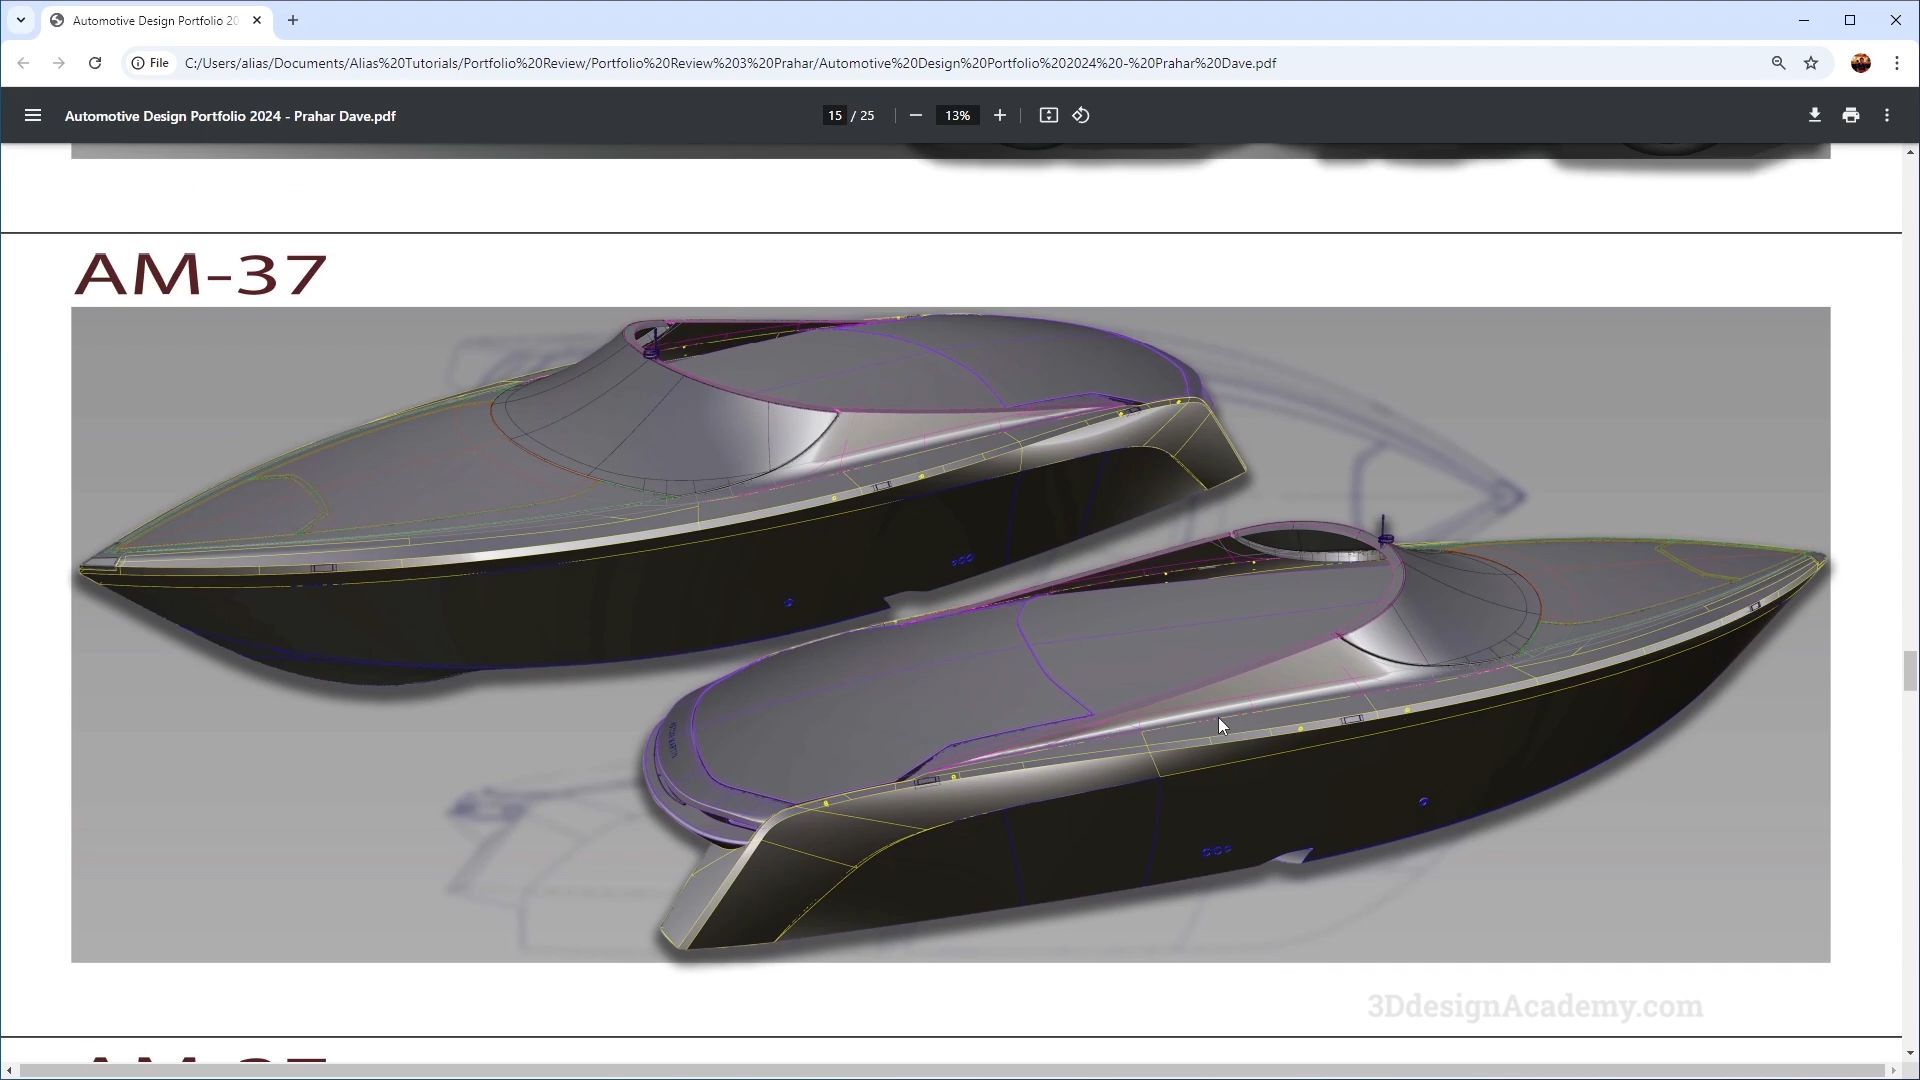 Automotive Design Portfolio 20
File
C:/Users/alias/Documents/Alias%20Tutorials/Portfolio%20Review/Portfolio%20Review%203%20Prahar/Automotive%20Design%20Portfolio%202024%20-%20Prahar%20Dave.pdf
Automotive Design Portfolio 2024 - Prahar Dave.pdf
15 / 25
13%
AM-37
3DdesignAcademy.com
AM-37